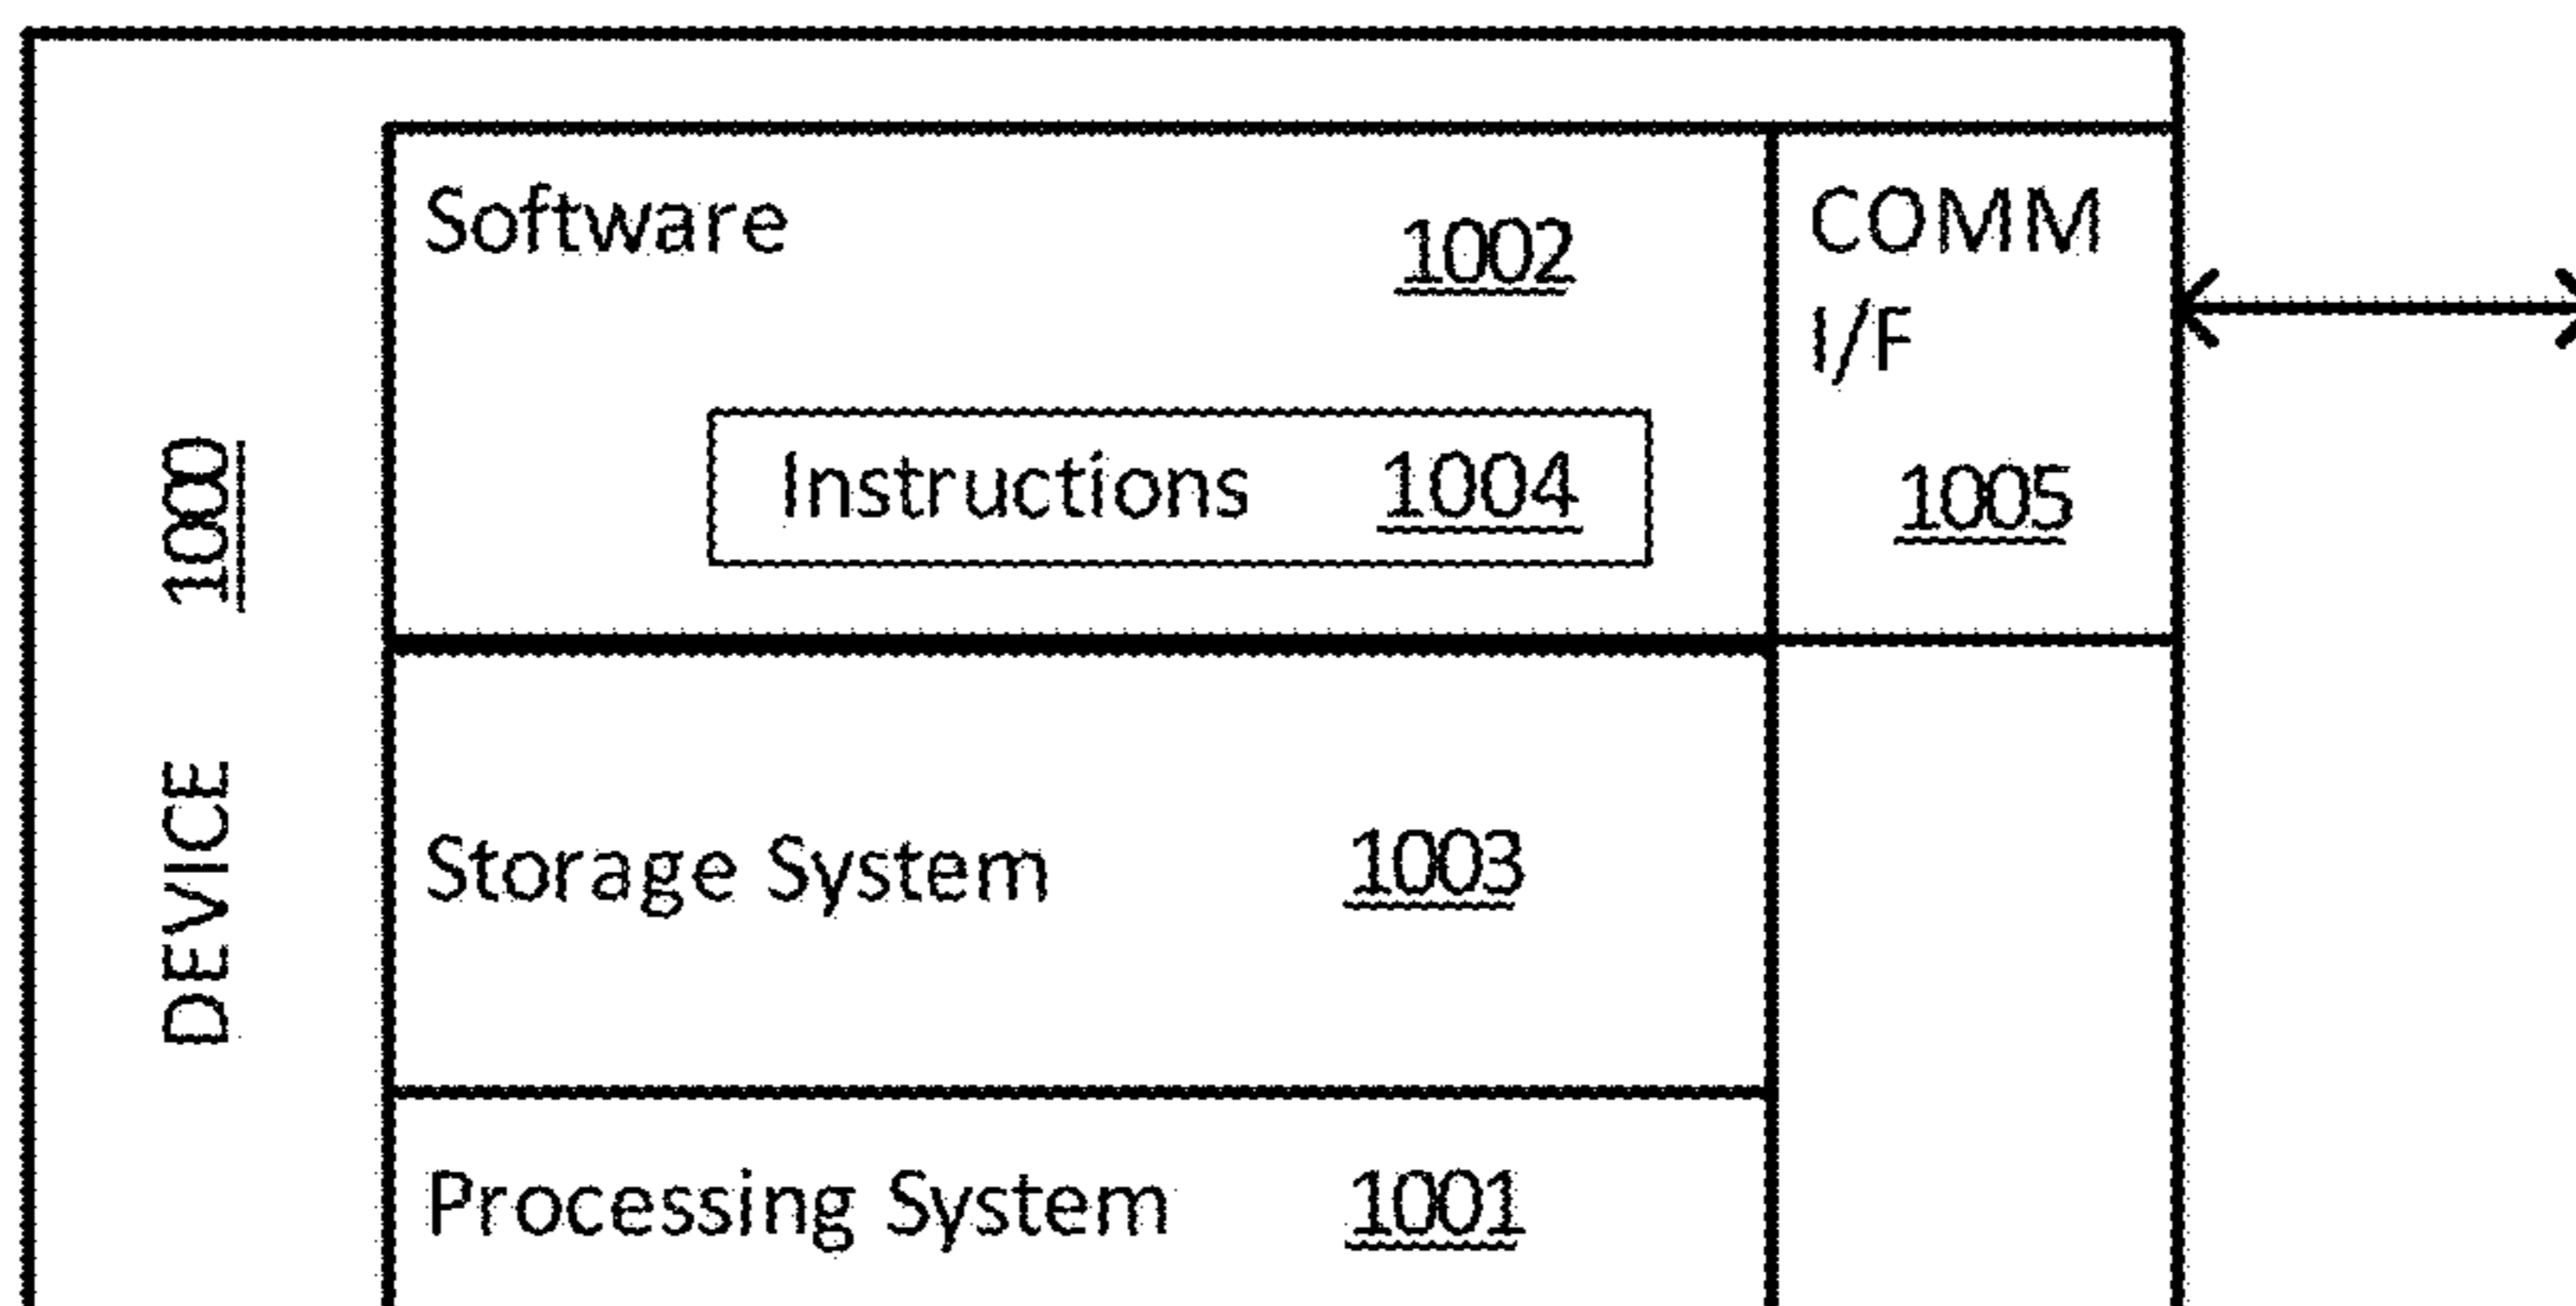 Software 1002
COMM
I/F
Instructions 1004
1005
DEVICE 1000
Storage System 1003
Processing System 1001